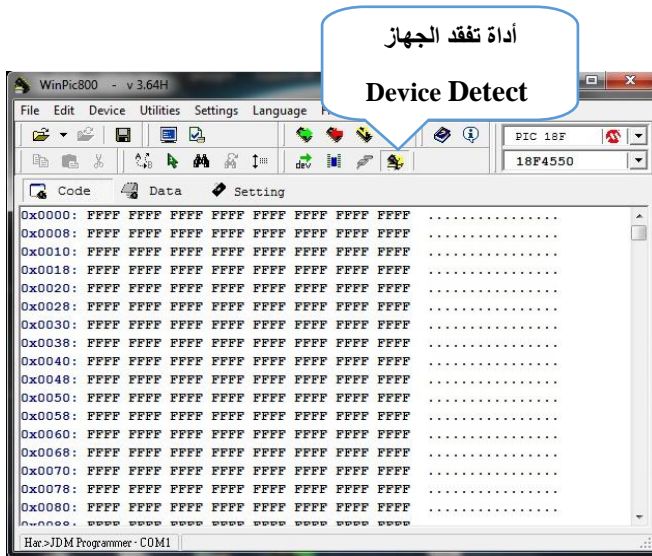 أداة تفقد الجهاز
Device Detect
WinPic800 - v 3.64H
File Edit Device Utilities Settings Language
PIC 18F
dev
18F4550
Code Data Setting
0x0000: FFFF FFFF FFFF FFFF FFFF FFFF FFFF FFFF ................
0x0008: FFFF FFFF FFFF FFFF FFFF FFFF FFFF FFFF ................
0x0010: FFFF FFFF FFFF FFFF FFFF FFFF FFFF FFFF ................
0x0018: FFFF FFFF FFFF FFFF FFFF FFFF FFFF FFFF ................
0x0020: FFFF FFFF FFFF FFFF FFFF FFFF FFFF FFFF ................
0x0028: FFFF FFFF FFFF FFFF FFFF FFFF FFFF FFFF ................
0x0030: FFFF FFFF FFFF FFFF FFFF FFFF FFFF FFFF ................
0x0038: FFFF FFFF FFFF FFFF FFFF FFFF FFFF FFFF ................
0x0040: FFFF FFFF FFFF FFFF FFFF FFFF FFFF FFFF ................
0x0048: FFFF FFFF FFFF FFFF FFFF FFFF FFFF FFFF ................
0x0050: FFFF FFFF FFFF FFFF FFFF FFFF FFFF FFFF ................
0x0058: FFFF FFFF FFFF FFFF FFFF FFFF FFFF FFFF ................
0x0060: FFFF FFFF FFFF FFFF FFFF FFFF FFFF FFFF ................
0x0068: FFFF FFFF FFFF FFFF FFFF FFFF FFFF FFFF ................
0x0070: FFFF FFFF FFFF FFFF FFFF FFFF FFFF FFFF ................
0x0078: FFFF FFFF FFFF FFFF FFFF FFFF FFFF FFFF ................
0x0080: FFFF FFFF FFFF FFFF FFFF FFFF FFFF FFFF ................
Har.>JDM Programmer - COM1